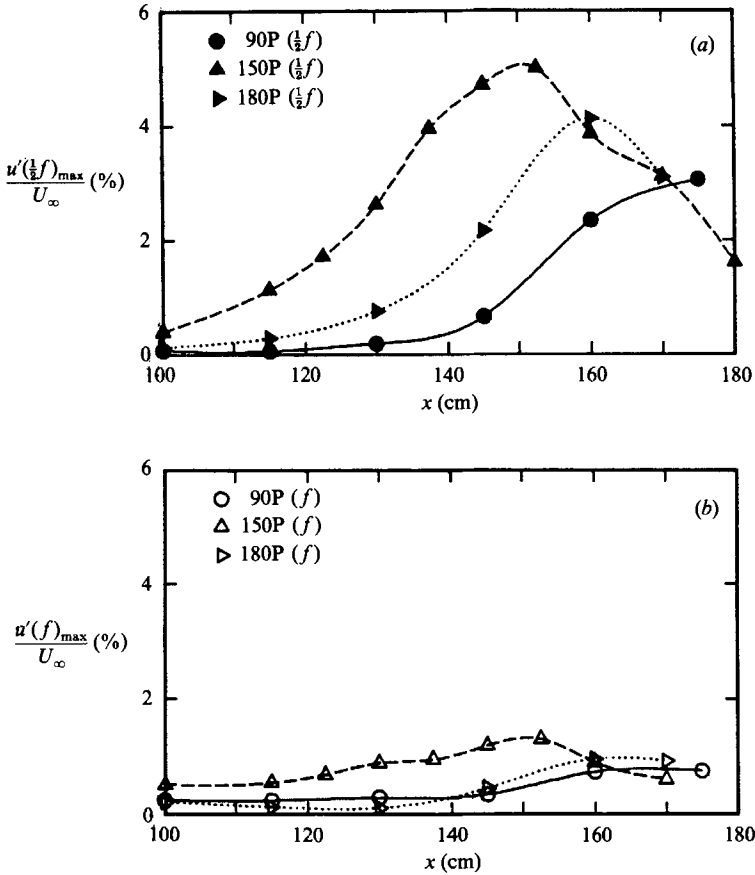 6
90P (½f)
(a)
150P (½f)
180P (½f)
4
u′(½f)max
U∞
(%)
2
0
100 120 140 160 180
x (cm)
6
90P (f)
(b)
150P (f)
180P (f)
4
u′(f)max
U∞
(%)
2
0
100 120 140 160 180
x (cm)